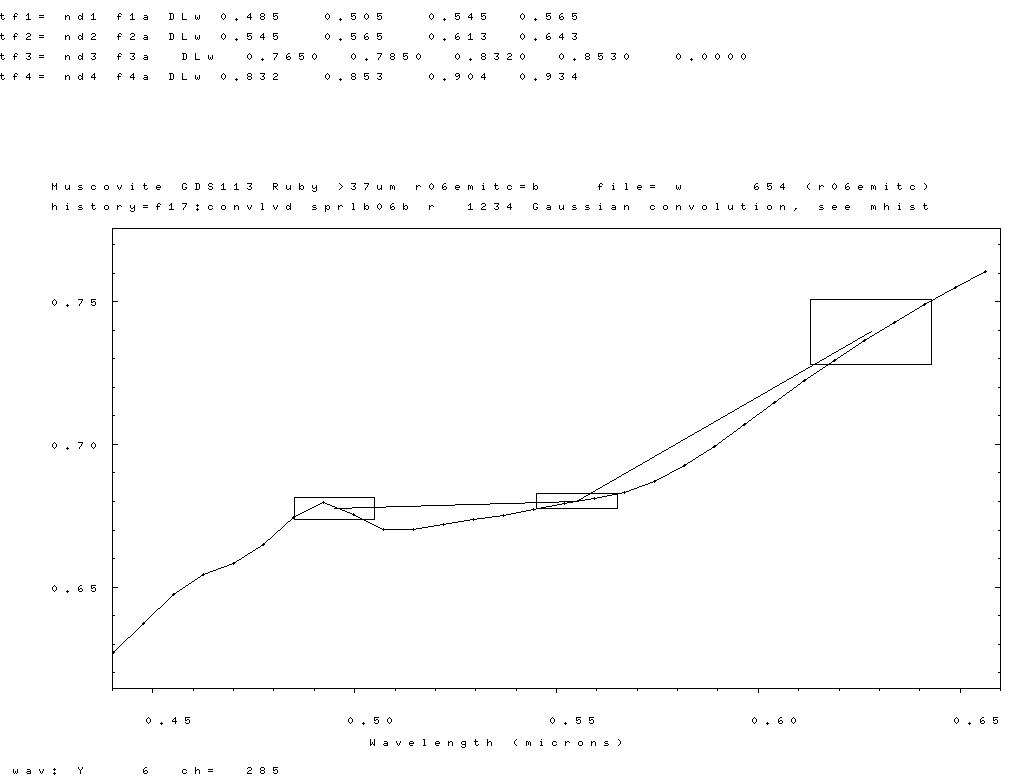 tf1= nd1 f1a DLw 0.485 0.505 0.545 0.565
tf2= nd2 f2a DLw 0.545 0.565 0.613 0.643
tf3= nd3 f3a DLw 0.7650 0.7850 0.8320 0.8530 0.0000
tf4= nd4 f4a DLw 0.832 0.853 0.904 0.934
Muscovite GDS113 Ruby >37um r06emitc=b file= w 654 (r06emitc)
history=f17:convlvd sprlb06b r 1234 Gaussian convolution, see mhist
0.75
0.70
0.65
0.45 0.50 0.55 0.60 0.65
Wavelength (microns)
wav: Y 6 ch= 285